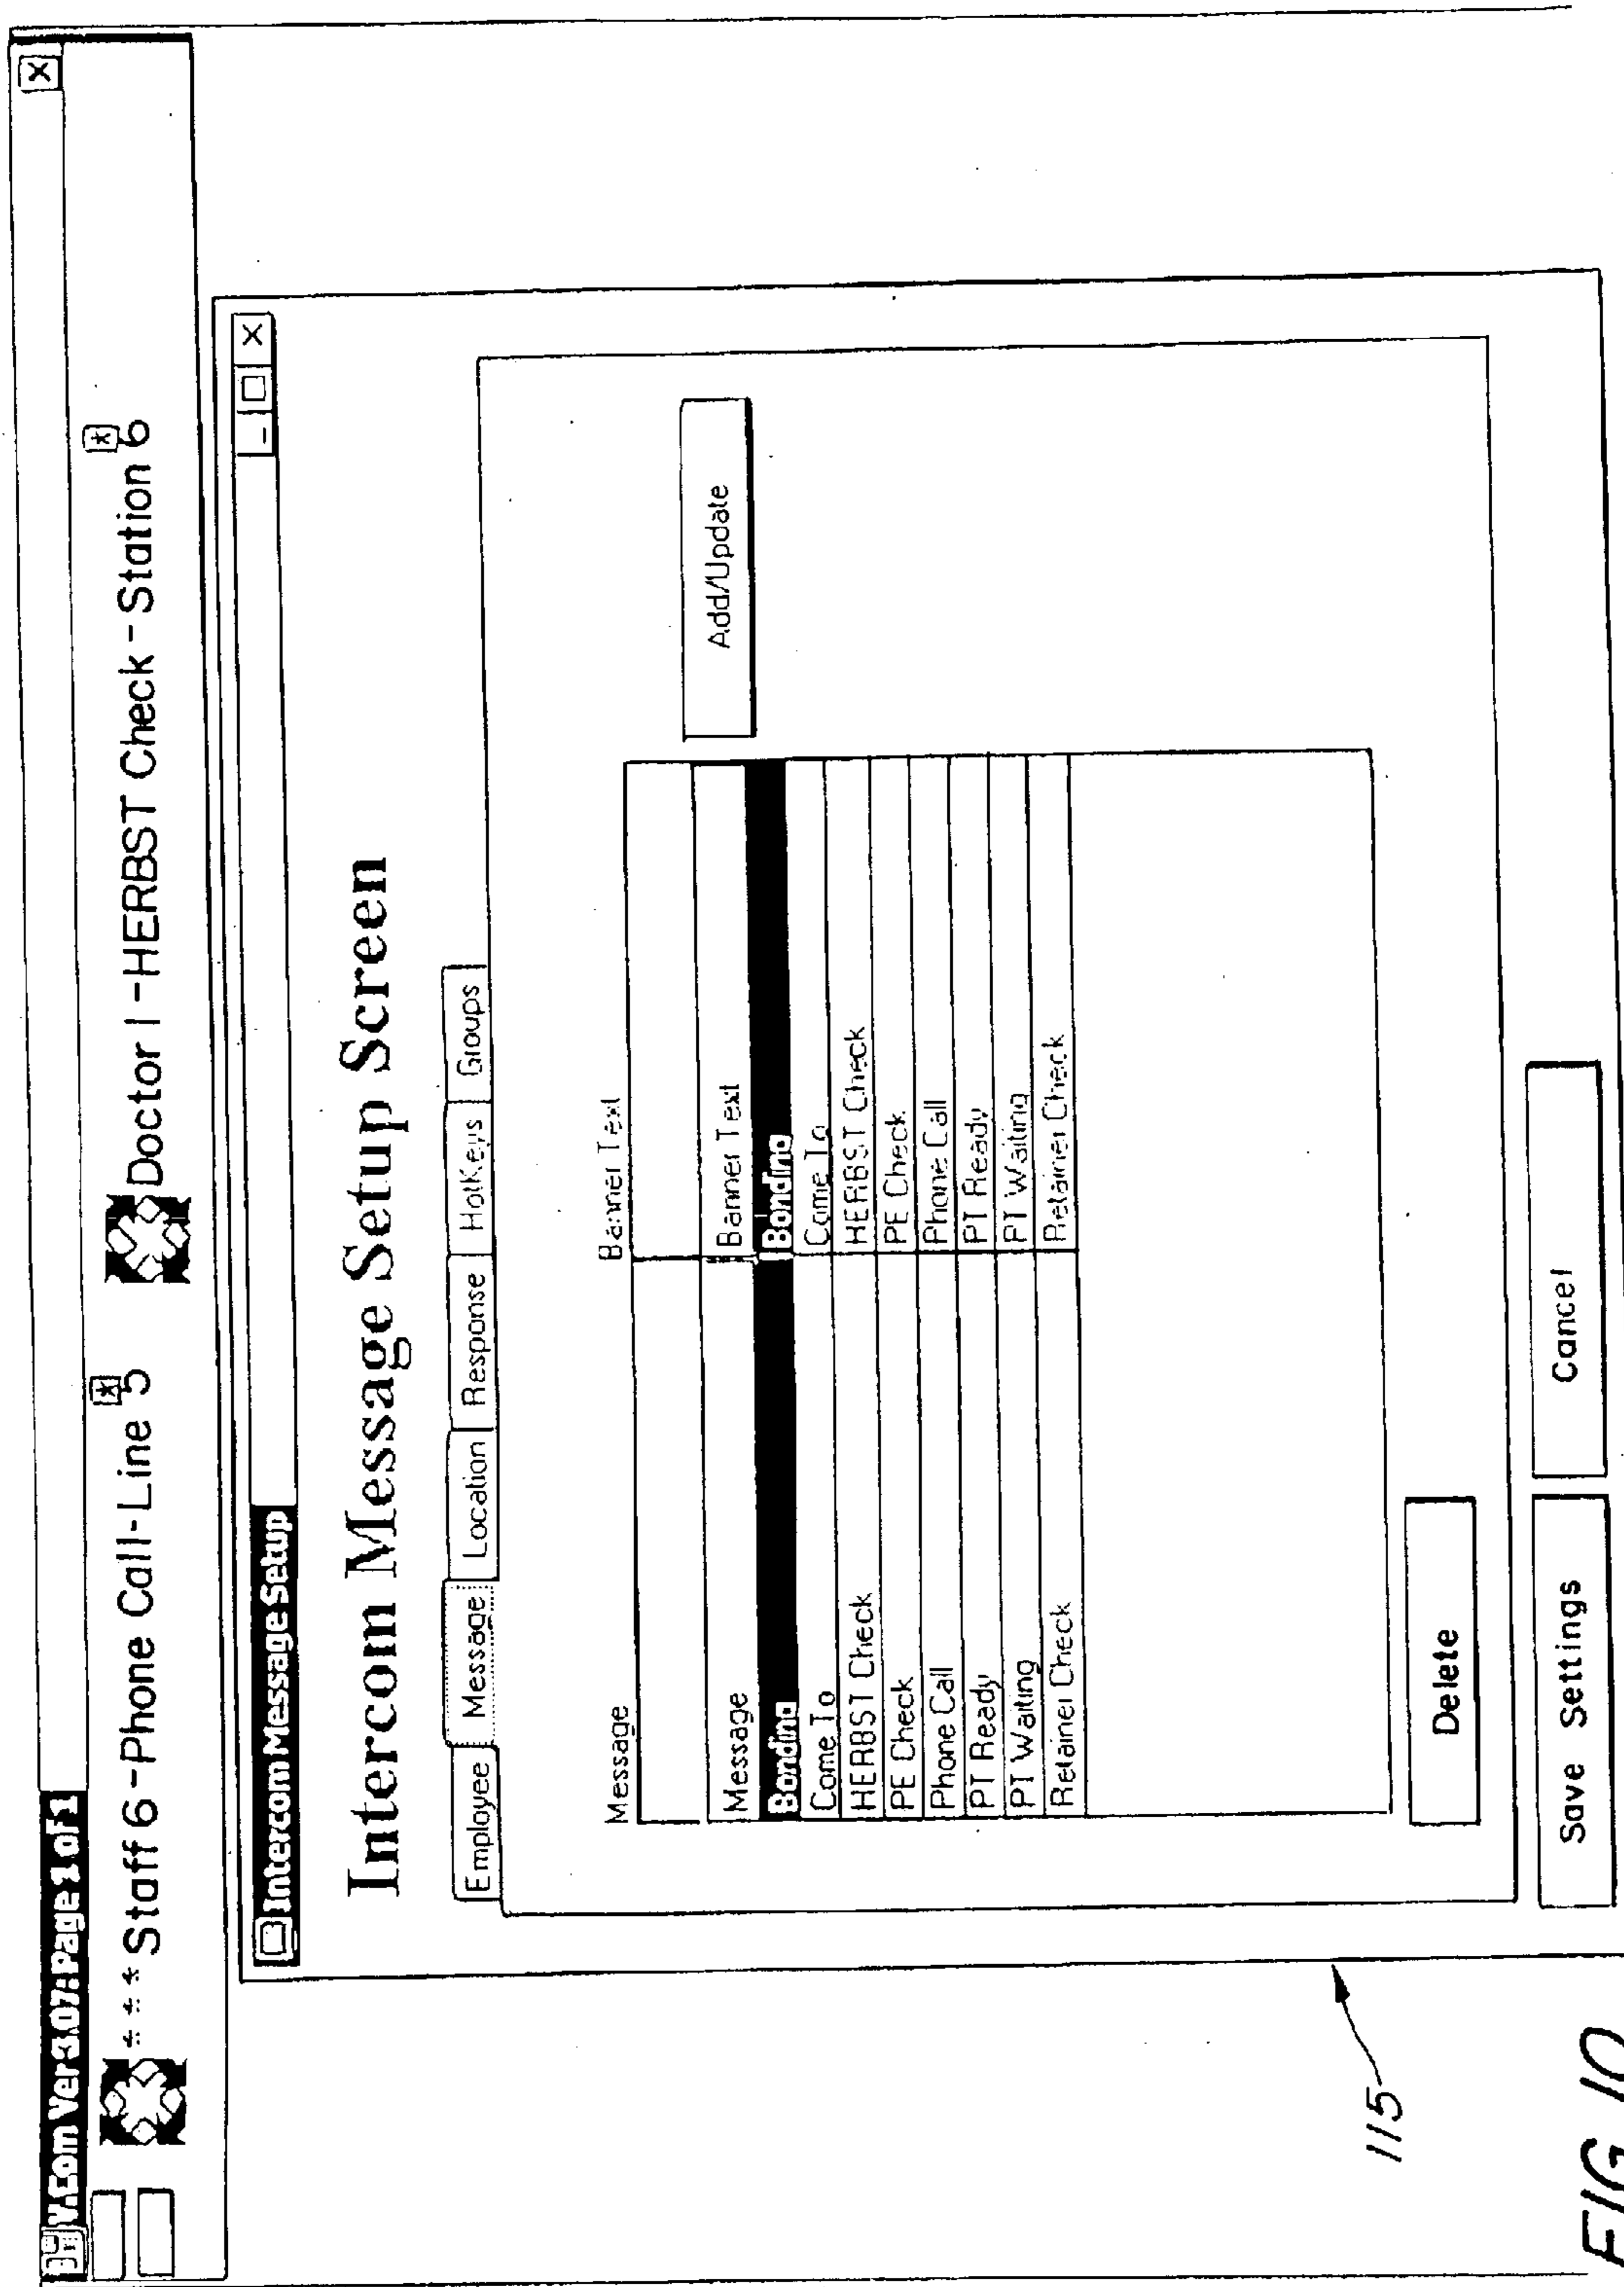 Ver 3.07: Page 1 of 1
***Staff 6-Phone Call-Line 5 Doctor 1-HERBST Check-Station 6
Intercom Message Setup
Intercom Message Setup Screen
Employee Message Location Response HotKeys Groups
Message Banner Text
Add/Update
Message Banner Text
Bonding Bonding
Come To Come To
HERBST Check HERBST Check
PE Check PE Check
Phone Call Phone Call
PT Ready PT Ready
PT Waiting PT Waiting
Retainer Check Retainer Check
Delete
Save Settings Cancel
115
FIG 10